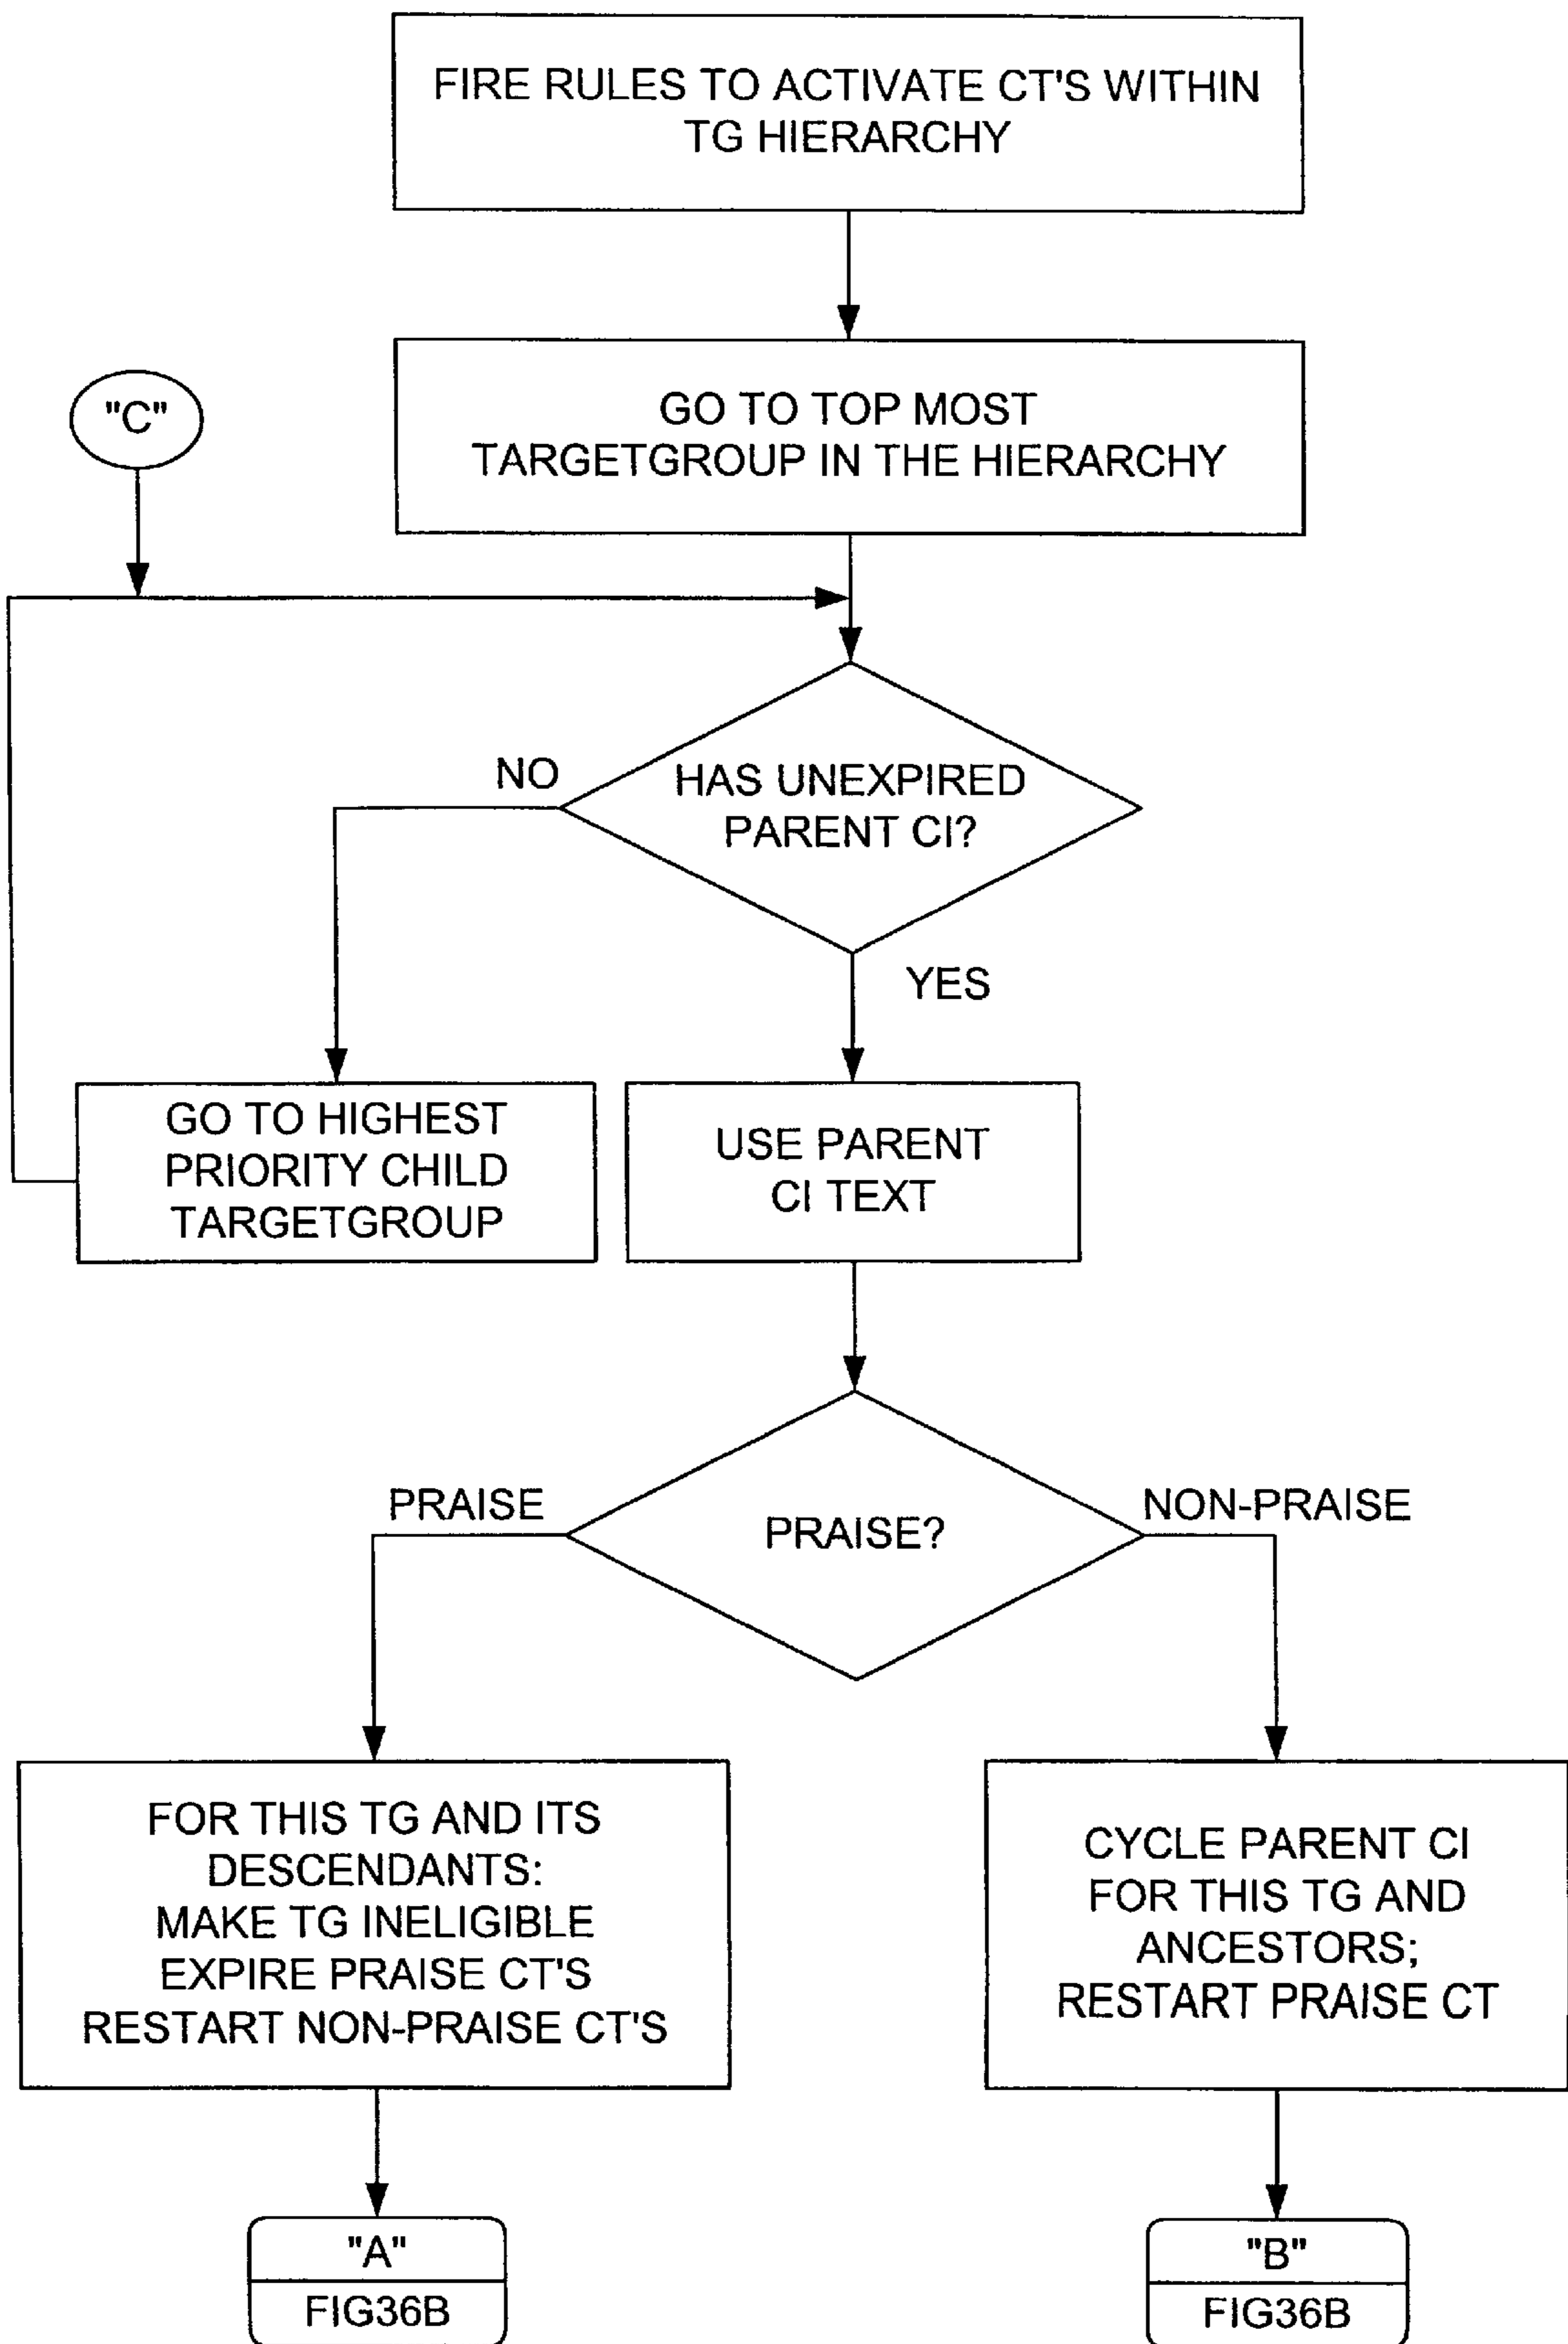 FIRE RULES TO ACTIVATE CT'S WITHIN
TG HIERARCHY
"C"
GO TO TOP MOST
TARGETGROUP IN THE HIERARCHY
NO
HAS UNEXPIRED
PARENT CI?
YES
GO TO HIGHEST
PRIORITY CHILD
TARGETGROUP
USE PARENT
CI TEXT
PRAISE
PRAISE?
NON-PRAISE
FOR THIS TG AND ITS
DESCENDANTS:
MAKE TG INELIGIBLE
EXPIRE PRAISE CT'S
RESTART NON-PRAISE CT'S
CYCLE PARENT CI
FOR THIS TG AND
ANCESTORS;
RESTART PRAISE CT
"A"
FIG36B
"B"
FIG36B